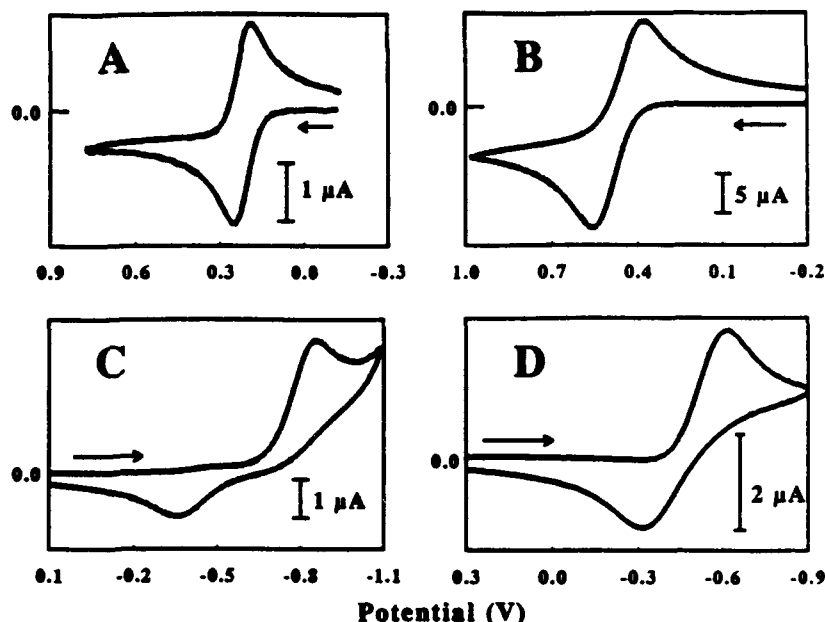 A
0.0
1 µA
0.9 0.6 0.3 0.0 -0.3
B
0.0
5 µA
1.0 0.7 0.4 0.1 -0.2
C
0.0
1 µA
0.1 -0.2 -0.5 -0.8 -1.1
D
0.0
2 µA
0.3 0.0 -0.3 -0.6 -0.9
Potential (V)